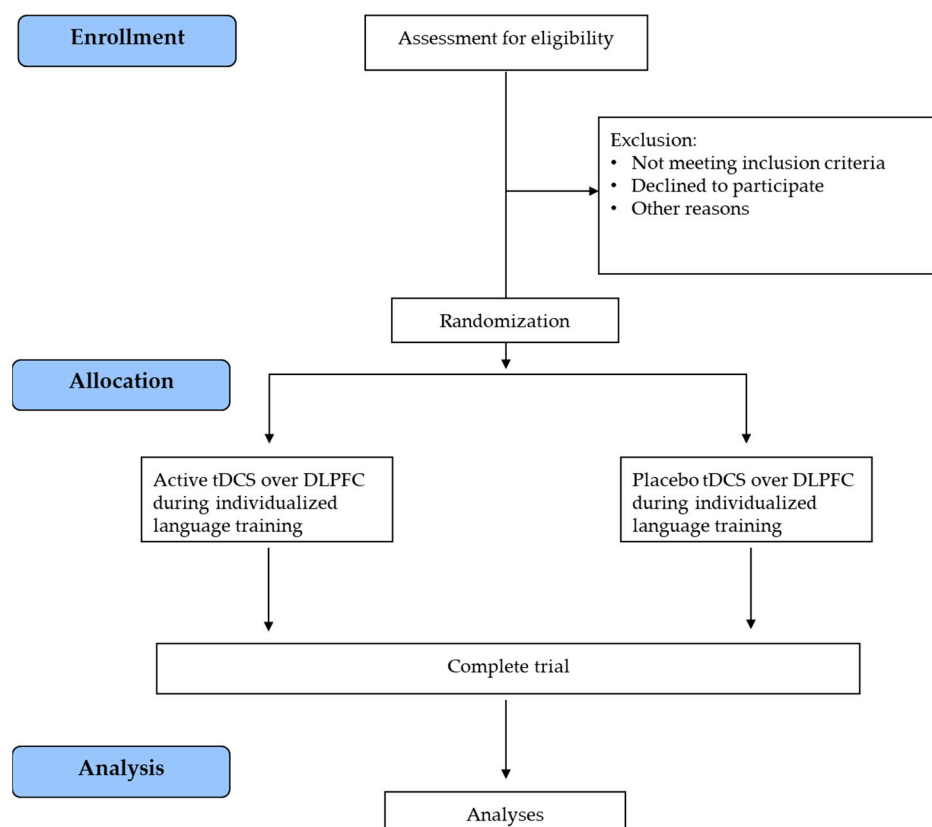 Enrollment
Assessment for eligibility
Exclusion:
• Not meeting inclusion criteria
• Declined to participate
• Other reasons
Randomization
Allocation
Active tDCS over DLPFC
during individualized
language training
Placebo tDCS over DLPFC
during individualized
language training
Complete trial
Analysis
Analyses